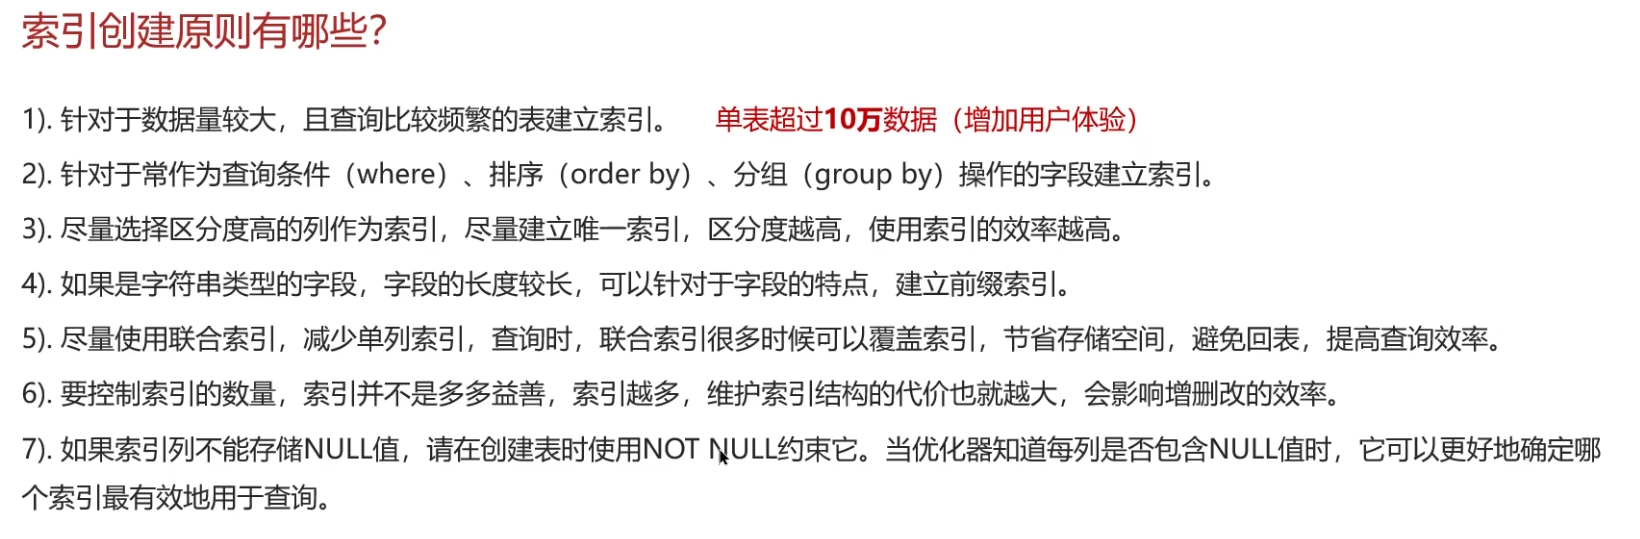 索引创建原则有哪些?
1). 针对于数据量较大，且查询比较频繁的表建立索引。 单表超过10万数据（增加用户体验）
2). 针对于常作为查询条件（where）、排序（order by）、分组（group by）操作的字段建立索引。
3). 尽量选择区分度高的列作为索引，尽量建立唯一索引，区分度越高，使用索引的效率越高。
4). 如果是字符串类型的字段，字段的长度较长，可以针对于字段的特点，建立前缀索引。
5). 尽量使用联合索引，减少单列索引，查询时，联合索引很多时候可以覆盖索引，节省存储空间，避免回表，提高查询效率。
6). 要控制索引的数量，索引并不是多多益善，索引越多，维护索引结构的代价也就越大，会影响增删改的效率。
7). 如果索引列不能存储NULL值，请在创建表时使用NOT NULL约束它。当优化器知道每列是否包含NULL值时，它可以更好地确定哪
个索引最有效地用于查询。